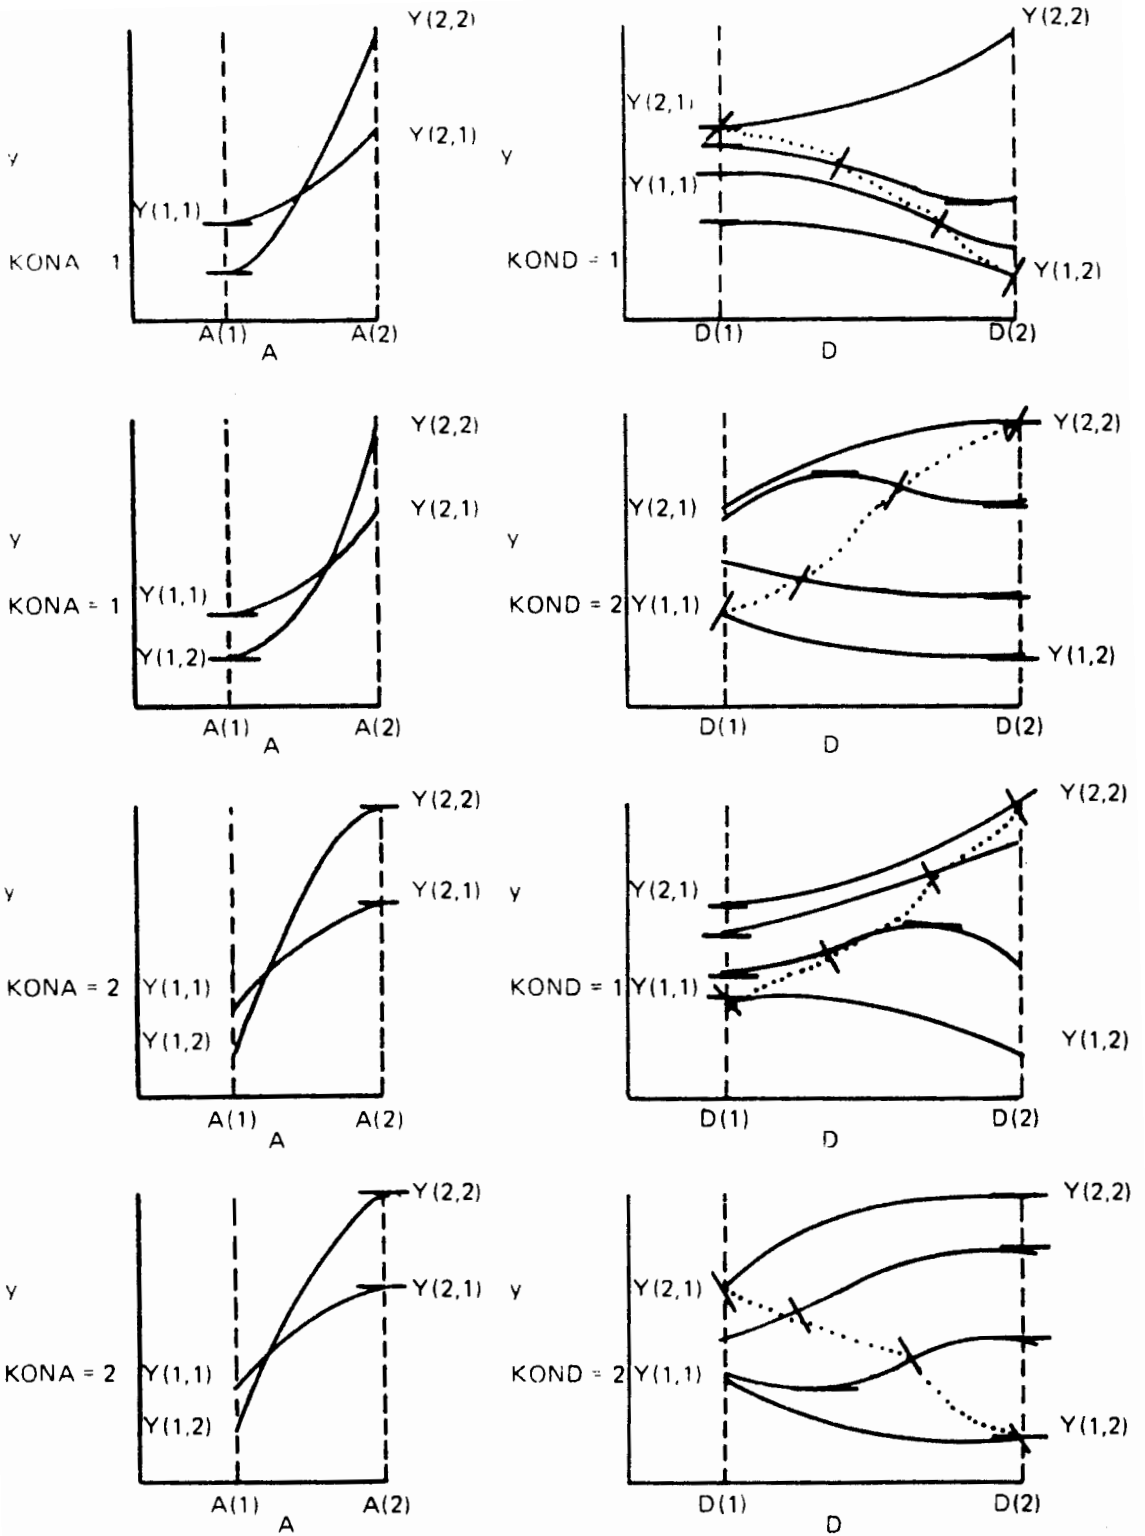 Y(2,2)
Y(2,1)
y
Y(1,1)
KONA 1
A(1) A(2)
A
Y(2,2)
Y(2,1)
y
Y(1,1)
KOND = 1
Y(1,2)
D(1) D(2)
D
Y(2,2)
Y(2,1)
y
Y(1,1)
KONA = 1
Y(1,2)
A(1) A(2)
A
Y(2,2)
Y(2,1)
y
KOND = 2 Y(1,1)
Y(1,2)
D(1) D(2)
D
Y(2,2)
Y(2,1)
y
KONA = 2 Y(1,1)
Y(1,2)
A(1) A(2)
A
Y(2,2)
Y(2,1)
y
KOND = 1 Y(1,1)
Y(1,2)
D(1) D(2)
D
Y(2,2)
Y(2,1)
y
KONA = 2 Y(1,1)
Y(1,2)
A(1) A(2)
A
Y(2,2)
Y(2,1)
y
KOND = 2 Y(1,1)
Y(1,2)
D(1) D(2)
D